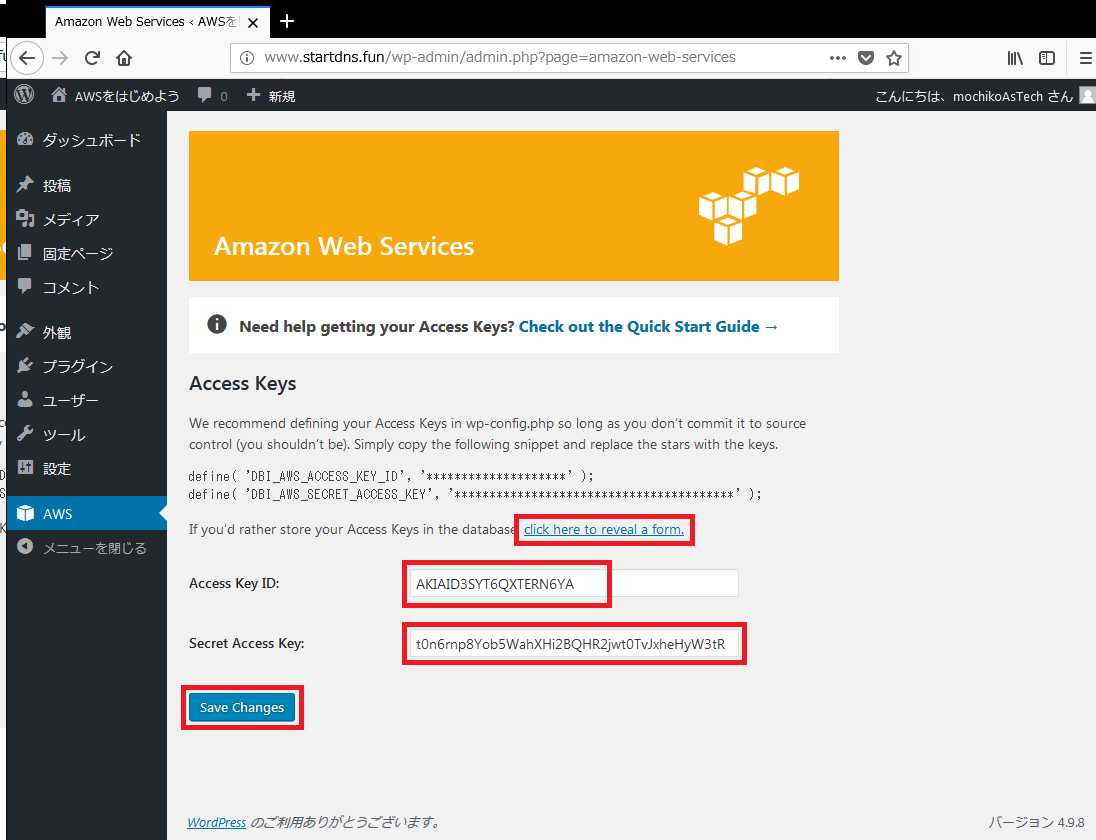 Amazon Web Services ‹ AWSを
www.startdns.fun/wp-admin/admin.php?page=amazon-web-services
AWSをはじめよう 0 新規 こんにちは、mochikoAsTech さん
ダッシュボード
投稿
メディア
固定ページ
コメント
外観
プラグイン
ユーザー
ツール
設定
AWS
メニューを閉じる
Amazon Web Services
Need help getting your Access Keys? Check out the Quick Start Guide →
Access Keys
We recommend defining your Access Keys in wp-config.php so long as you don't commit it to source
control (you shouldn't be). Simply copy the following snippet and replace the stars with the keys.
define( 'DBI_AWS_ACCESS_KEY_ID', '********************' );
define( 'DBI_AWS_SECRET_ACCESS_KEY', '****************************************' );
If you'd rather store your Access Keys in the database click here to reveal a form.
Access Key ID: AKIAID3SYT6QXTERN6YA
Secret Access Key: t0n6rnp8Yob5WahXHi2BQHR2jwt0TvJxheHyW3tR
Save Changes
WordPress のご利用ありがとうございます。 バージョン 4.9.8